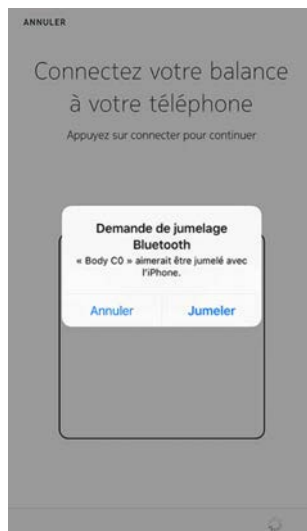 ANNULER
Connectez votre balance
à votre téléphone
Appuyez sur connecter pour continuer
Demande de jumelage
Bluetooth
« Body C0 » aimerait être jumelé avec
l'iPhone.
Annuler Jumeler